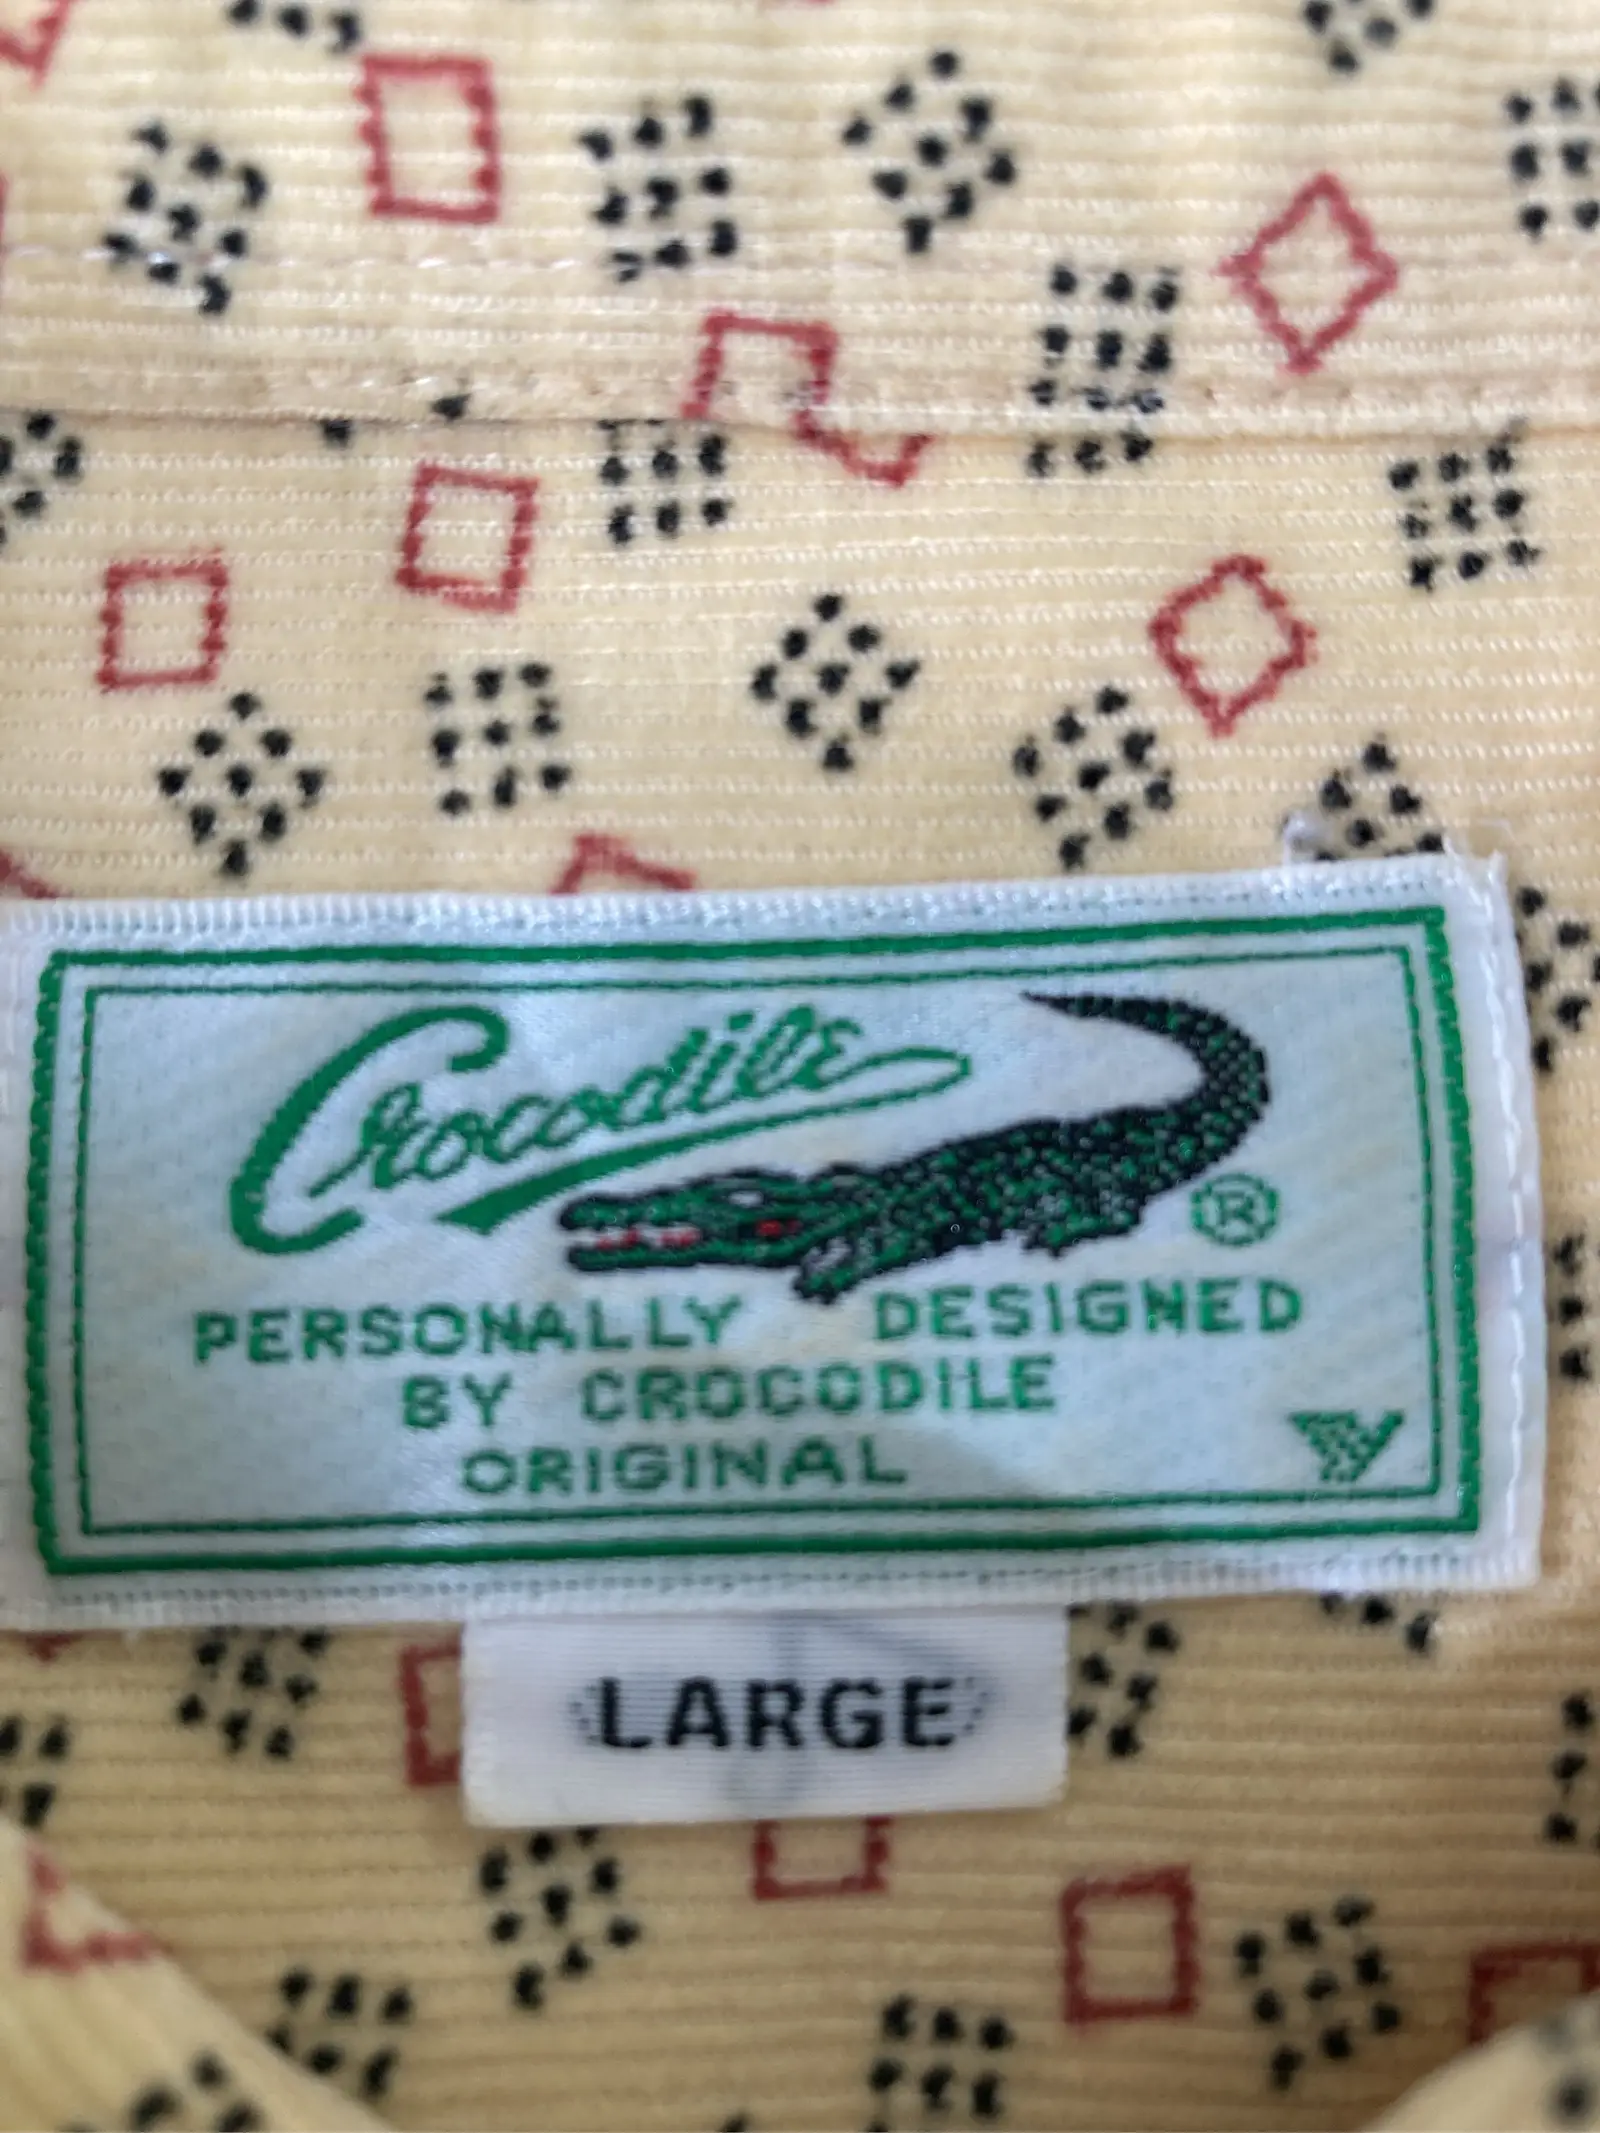 Crocodile
®
PERSONALLY DESIGNED
BY CROCODILE
ORIGINAL
LARGE